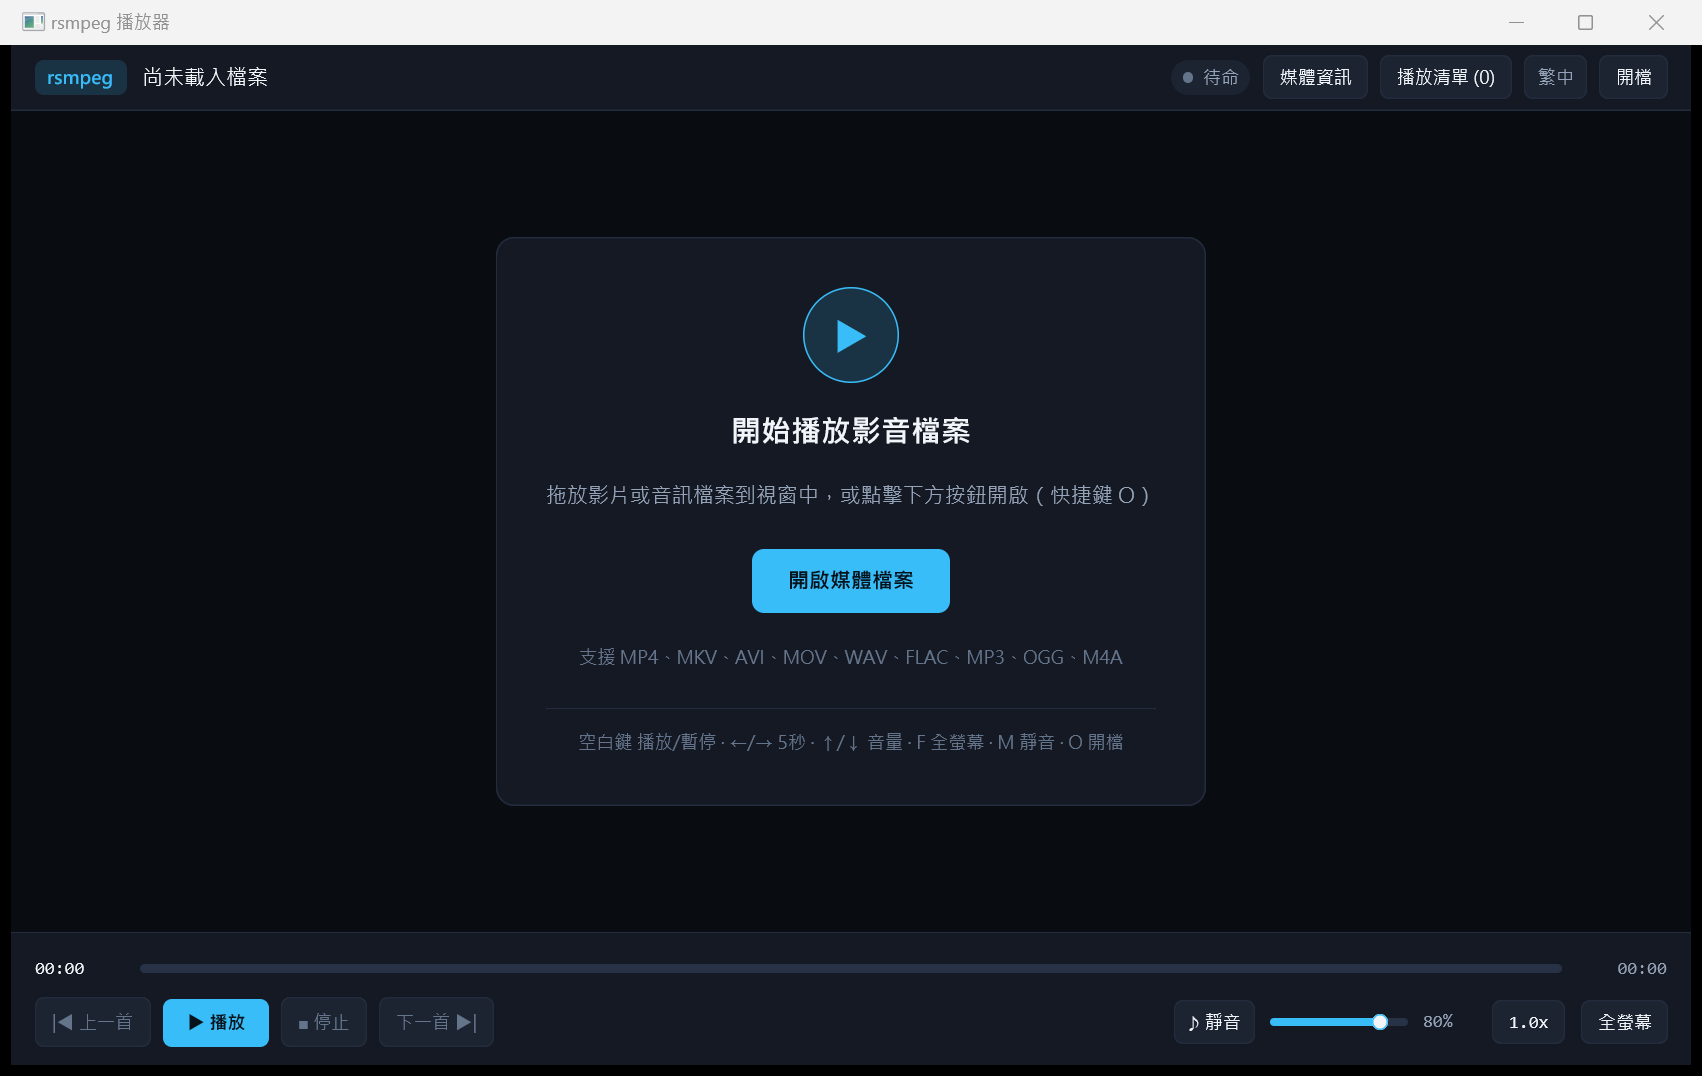 rsmpeg 播放器
rsmpeg 尚未載入檔案 待命 媒體資訊 播放清單 (0) 繁中 開檔
開始播放影音檔案
拖放影片或音訊檔案到視窗中，或點擊下方按鈕開啟（快捷鍵 O）
開啟媒體檔案
支援 MP4、MKV、AVI、MOV、WAV、FLAC、MP3、OGG、M4A
空白鍵 播放/暫停 · ←/→ 5秒 · ↑/↓ 音量 · F 全螢幕 · M 靜音 · O 開檔
00:00 00:00
|◀ 上一首 ▶ 播放 ■ 停止 下一首 ▶| ♪ 靜音 80% 1.0x 全螢幕